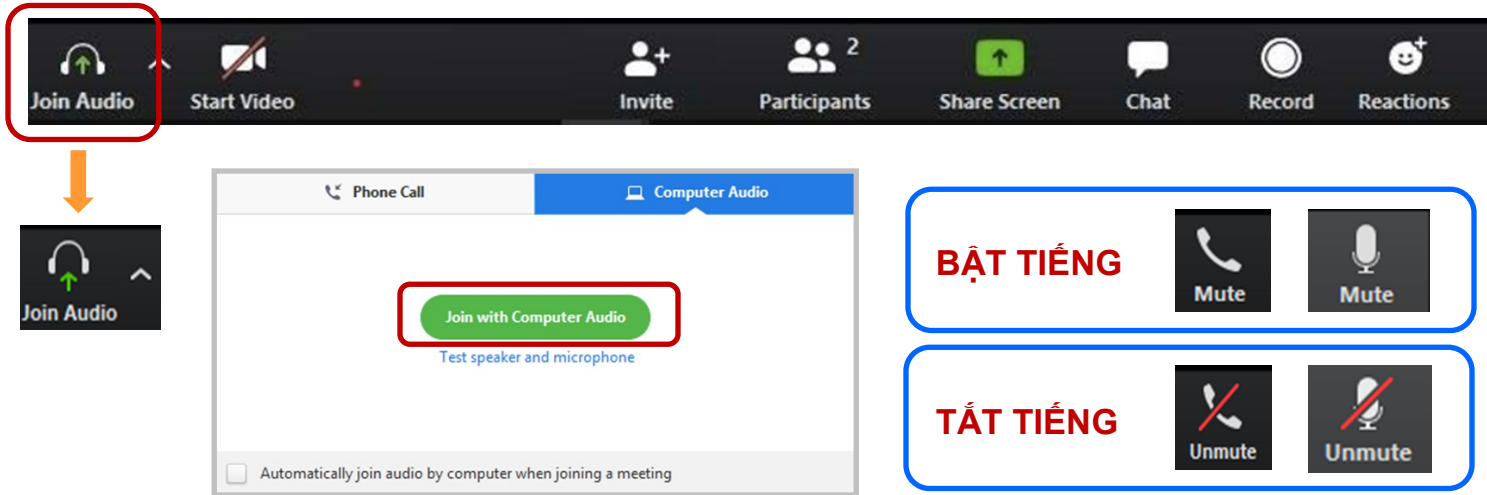 2
Join Audio Start Video Invite Participants Share Screen Chat Record Reactions
Join Audio
Phone Call Computer Audio
Join with Computer Audio
Test speaker and microphone
Automatically join audio by computer when joining a meeting
BẬT TIẾNG
Mute Mute
TẮT TIẾNG
Unmute Unmute